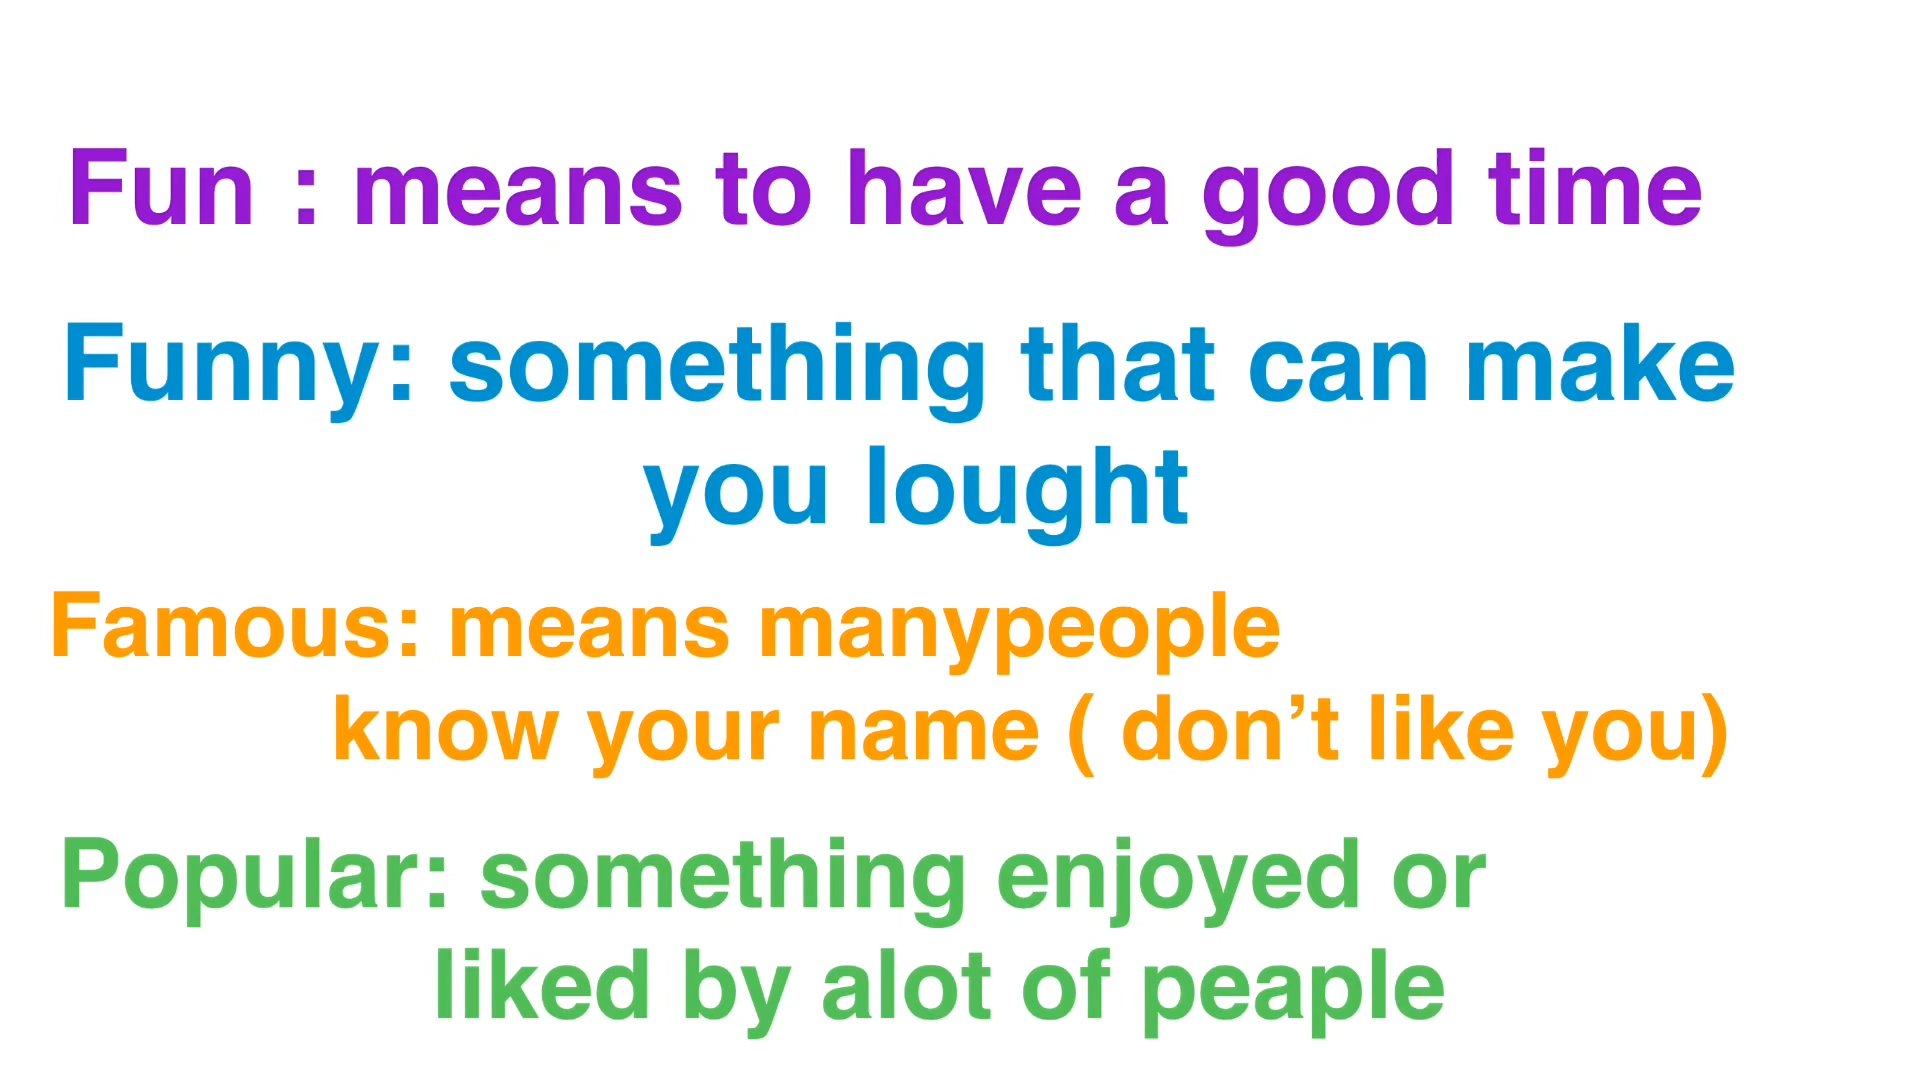 Fun : means to have a good time
Funny: something that can make
you lought
Famous: means manypeople
know your name ( don’t like you)
Popular: something enjoyed or
liked by alot of peaple